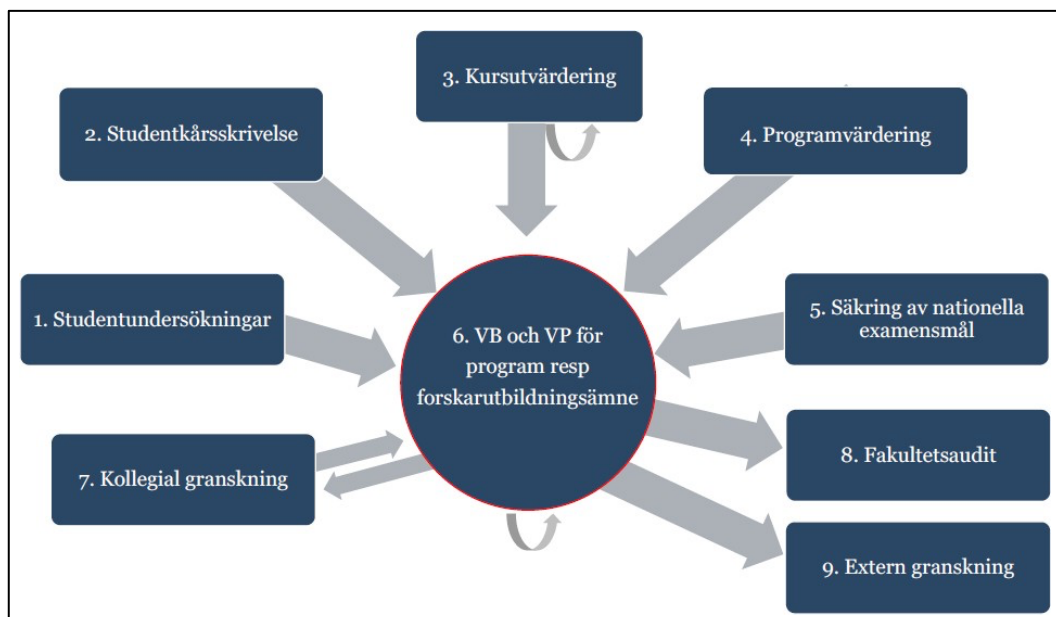 3. Kursutvärdering
2. Studentkårsskrivelse
4. Programvärdering
1. Studentundersökningar
5. Säkring av nationella
examensmål
6. VB och VP för
program resp
forskarutbildningsämne
7. Kollegial granskning
8. Fakultetsaudit
9. Extern granskning